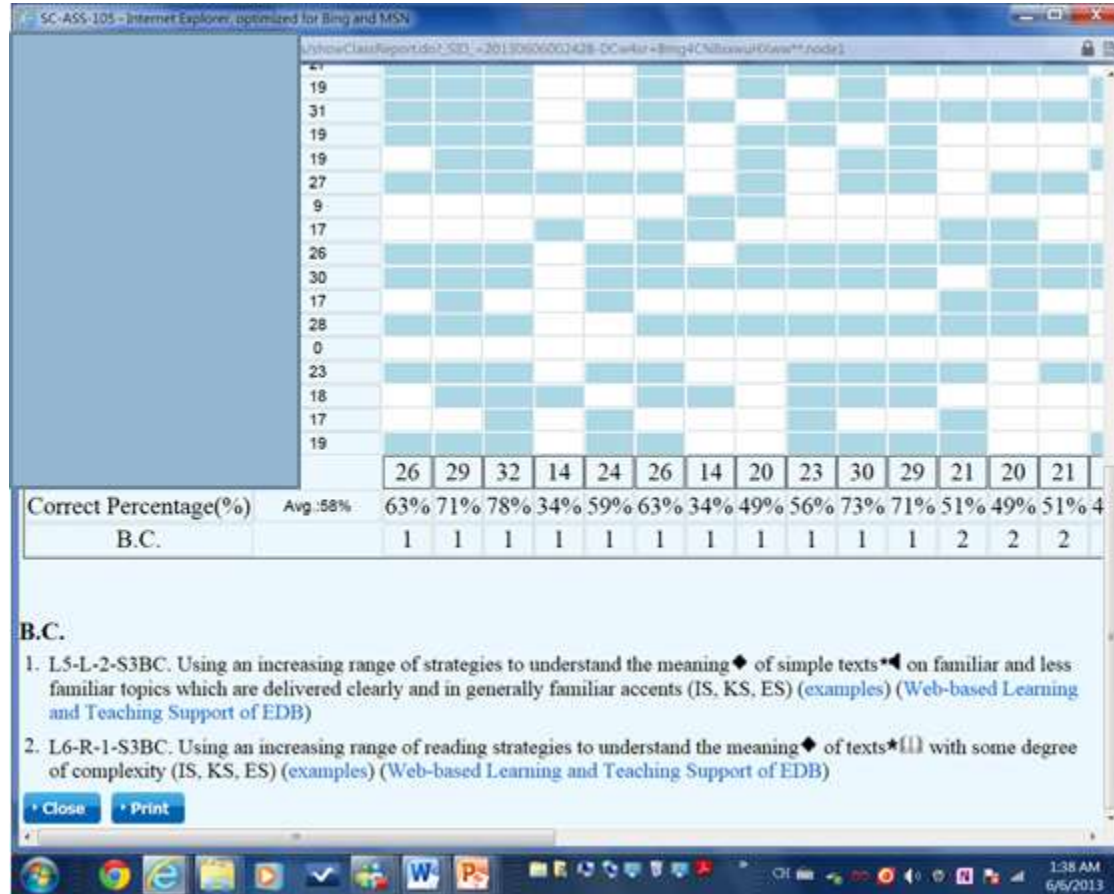 SC-ASS-105 - Internet Explorer, optimized for Bing and MSN
19
31
19
19
27
9
17
26
30
17
28
0
23
18
17
19
26 29 32 14 24 26 14 20 23 30 29 21 20 21
Correct Percentage(%) Avg.:58% 63% 71% 78% 34% 59% 63% 34% 49% 56% 73% 71% 51% 49% 51% 4
B.C. 1 1 1 1 1 1 1 1 1 1 1 2 2 2
B.C.
1. L5-L-2-S3BC. Using an increasing range of strategies to understand the meaning◆ of simple texts*◀ on familiar and less
familiar topics which are delivered clearly and in generally familiar accents (IS, KS, ES) (examples) (Web-based Learning
and Teaching Support of EDB)
2. L6-R-1-S3BC. Using an increasing range of reading strategies to understand the meaning◆ of texts★ with some degree
of complexity (IS, KS, ES) (examples) (Web-based Learning and Teaching Support of EDB)
Close Print
CH 1:38 AM
6/6/2013